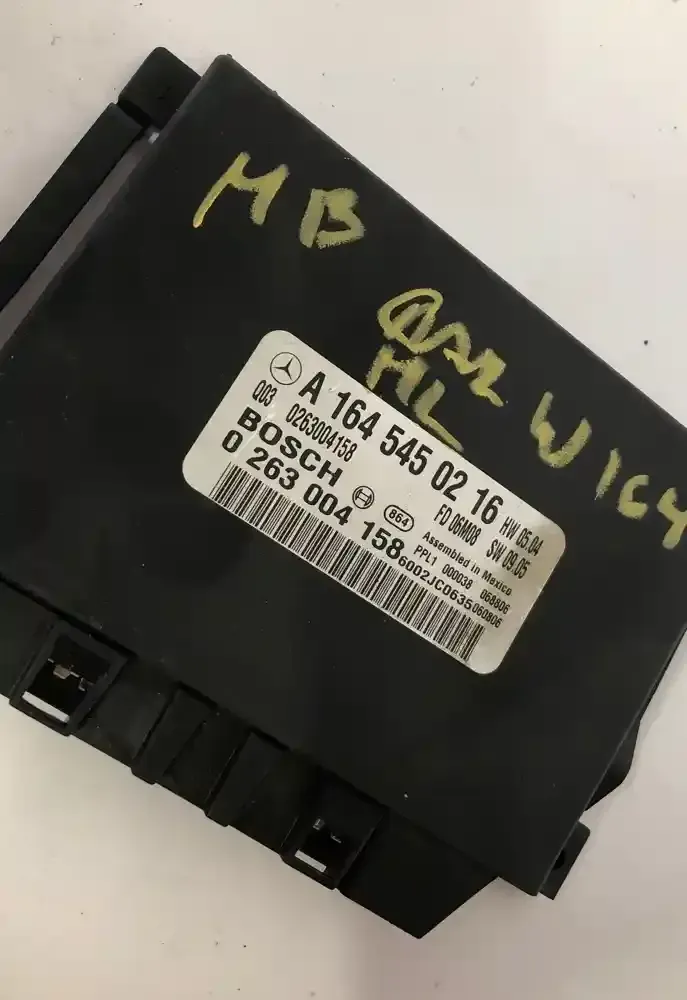 MB
ML
W164
A 164 545 02 16
Q03 0263004158 FD 06M08 HW 05.04
BOSCH 864 SW 09.05
0 263 004 158 Assembled in Mexico
PPL1 000038 068806
6002JC0635060806